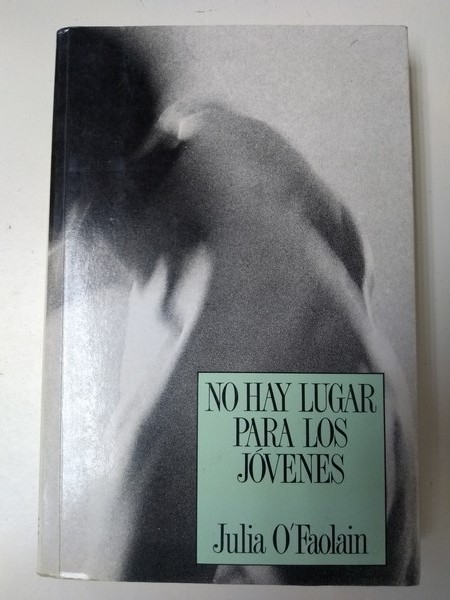 NO HAY LUGAR
PARA LOS
JÓVENES
Julia O'Faolain